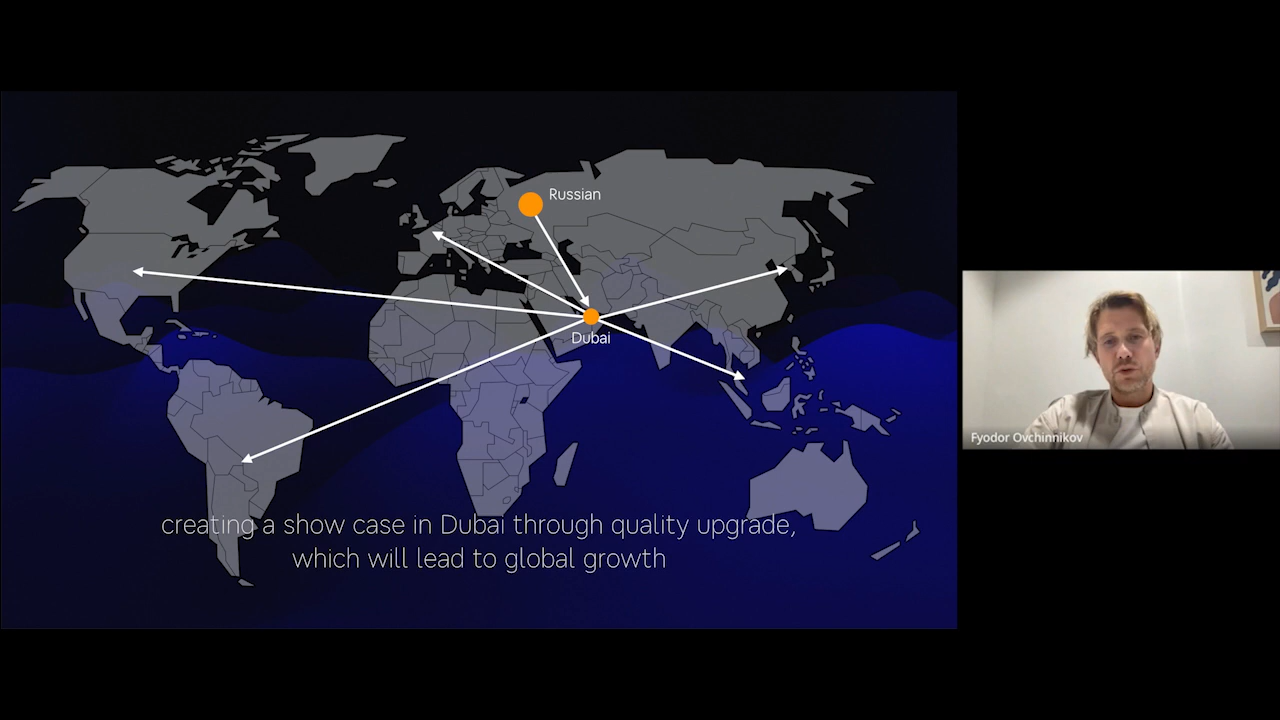 Russian
Dubai
creating a show case in Dubai through quality upgrade,
which will lead to global growth
Fyodor Ovchinnikov